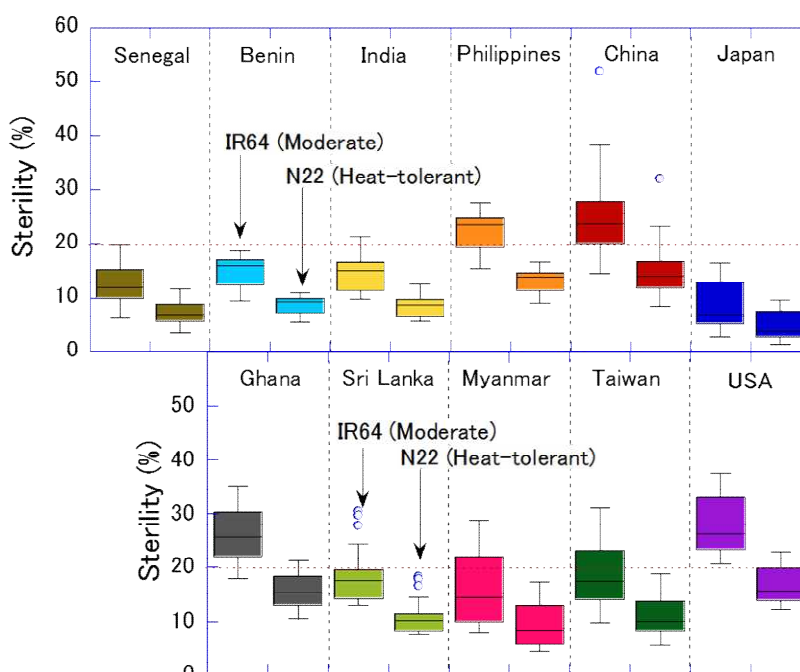 60
Senegal Benin India Philippines China Japan
50
40
IR64 (Moderate)
N22 (Heat-tolerant)
30
20
10
0
Sterility (%)
Ghana Sri Lanka Myanmar Taiwan USA
50
IR64 (Moderate)
N22 (Heat-tolerant)
40
30
20
10
Sterility (%)